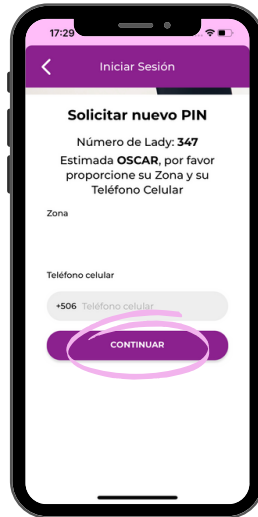 17:29
Iniciar Sesión
Solicitar nuevo PIN
Número de Lady: 347
Estimada OSCAR, por favor
proporcione su Zona y su
Teléfono Celular
Zona
Teléfono celular
+506 Teléfono celular
CONTINUAR